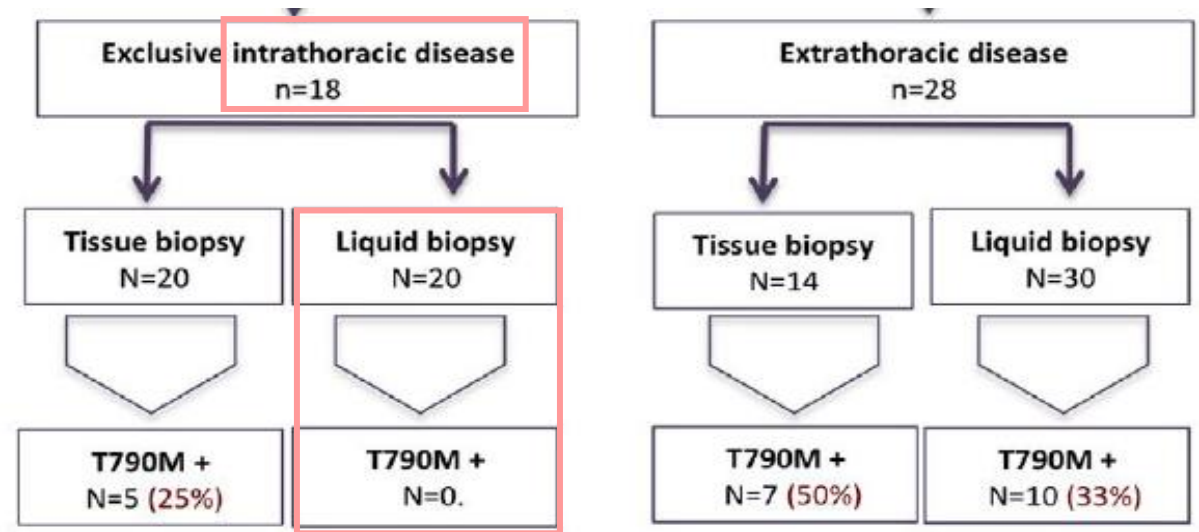 Exclusive intrathoracic disease
n=18
Extrathoracic disease
n=28
Tissue biopsy
N=20
Liquid biopsy
N=20
Tissue biopsy
N=14
Liquid biopsy
N=30
T790M +
N=5 (25%)
T790M +
N=0.
T790M +
N=7 (50%)
T790M +
N=10 (33%)